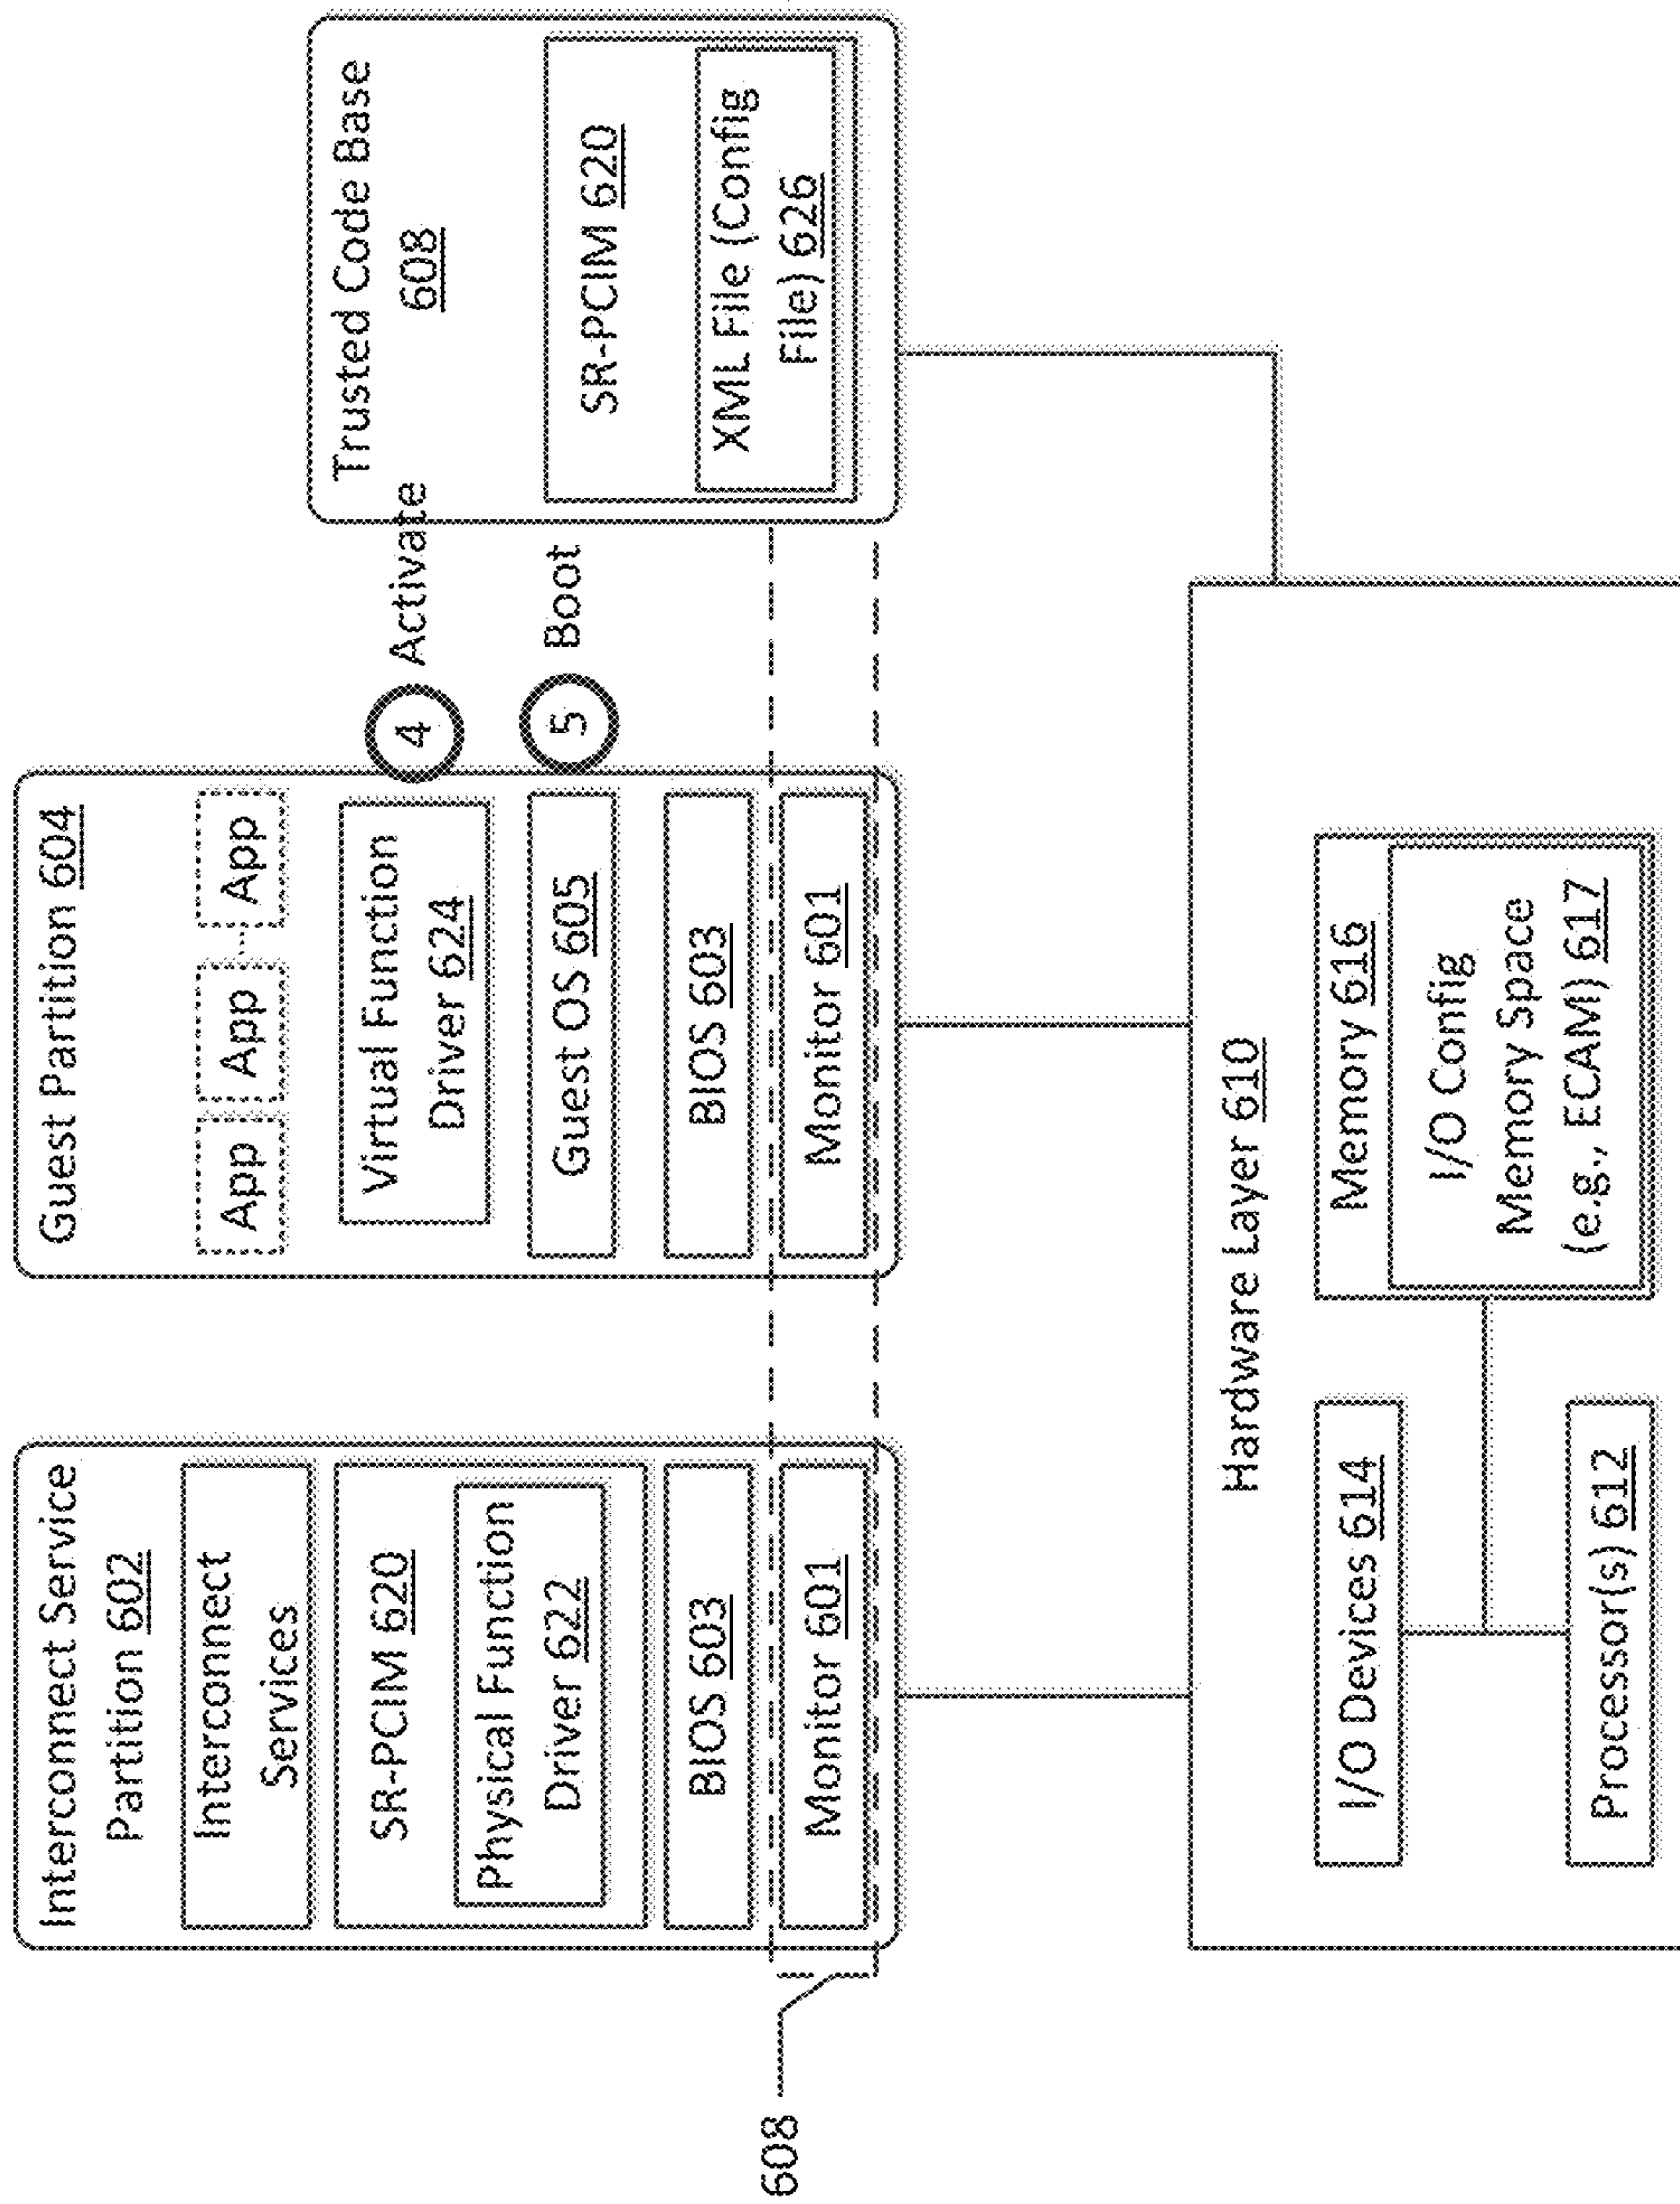 Interconnect Service
Partition 602
Interconnect
Services
SR-PCIM 620
Physical Function
Driver 622
BIOS 603
Monitor 601
Guest Partition 604
App
App
App
Virtual Function
Driver 624
Guest OS 605
BIOS 603
Monitor 601
4
Activate
5
Boot
Trusted Code Base
608
SR-PCIM 620
XML File (Config
File) 626
608
Hardware Layer 610
I/O Devices 614
Processor(s) 612
Memory 616
I/O Config
Memory Space
(e.g., ECAM) 617